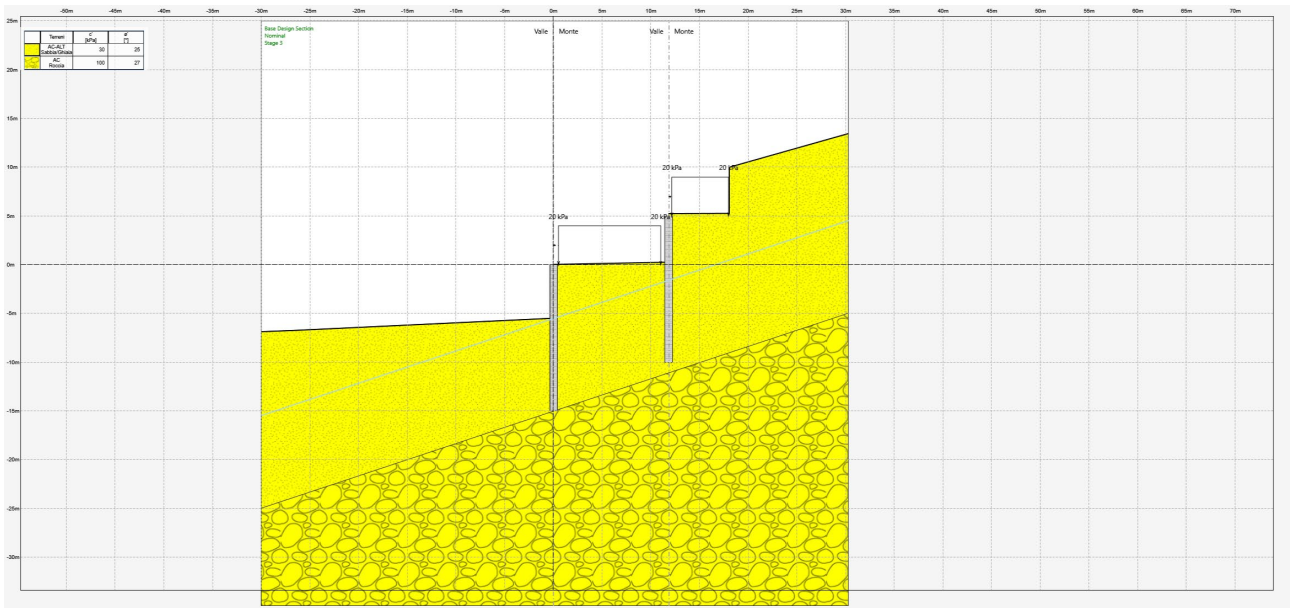 -50m -40m -35m -30m -25m -20m -15m -10m -5m 0m 5m 10m 15m 20m 25m 30m 35m 40m 45m 50m 55m 60m 65m 70m
25m
Base Design Section
Nominal
Stage 3
Valle Monte Valle Monte
Terreni c' [kPa] ø' [°]
AC-ALT Sabbia/Ghiaia 30 25
AC Roccia 100 27
20m
15m
10m
20 kPa 20 kPa
5m
20 kPa 20 kPa
0m
-5m
-10m
-15m
-20m
-25m
-30m